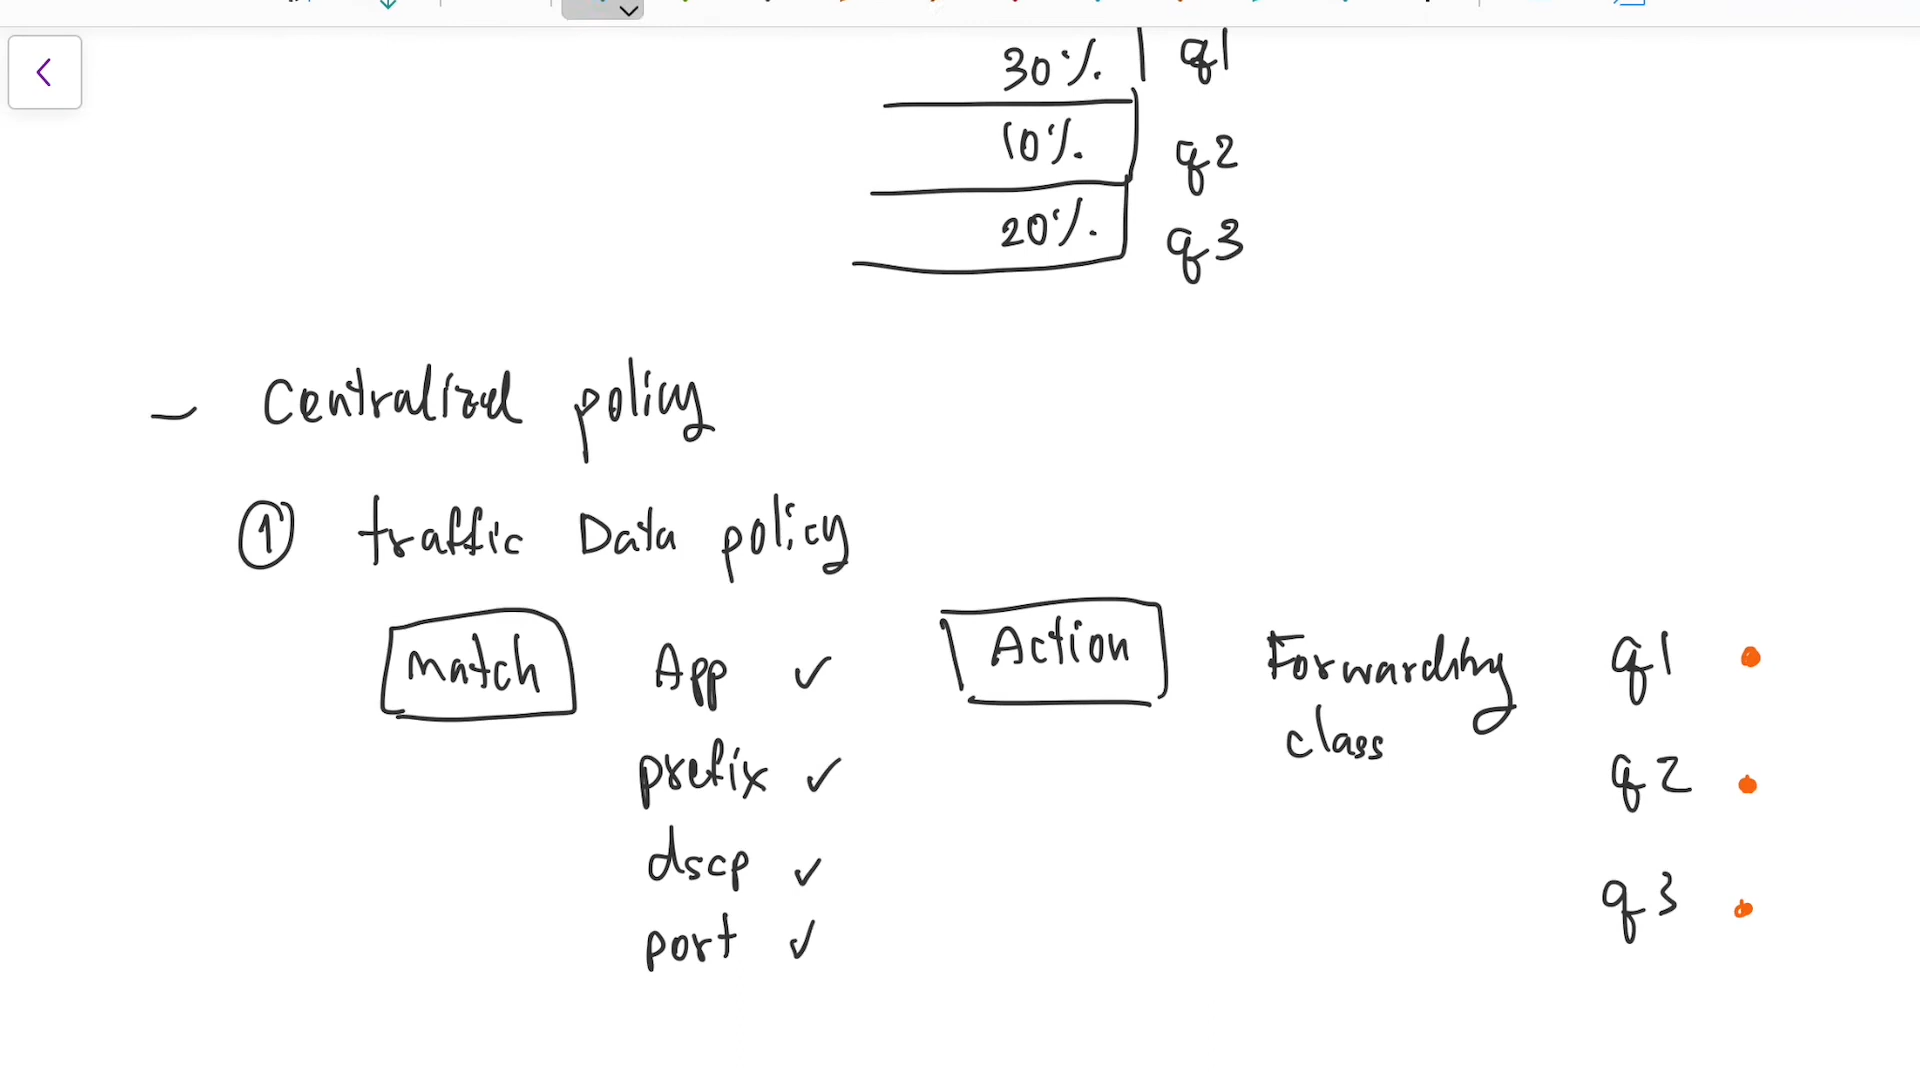 30% q1
10% q2
20% q3
- Centralized policy
① traffic Data policy
Match App ✓ Action Forwarding class q1
prefix ✓ q2
dscp ✓ q3
port ✓